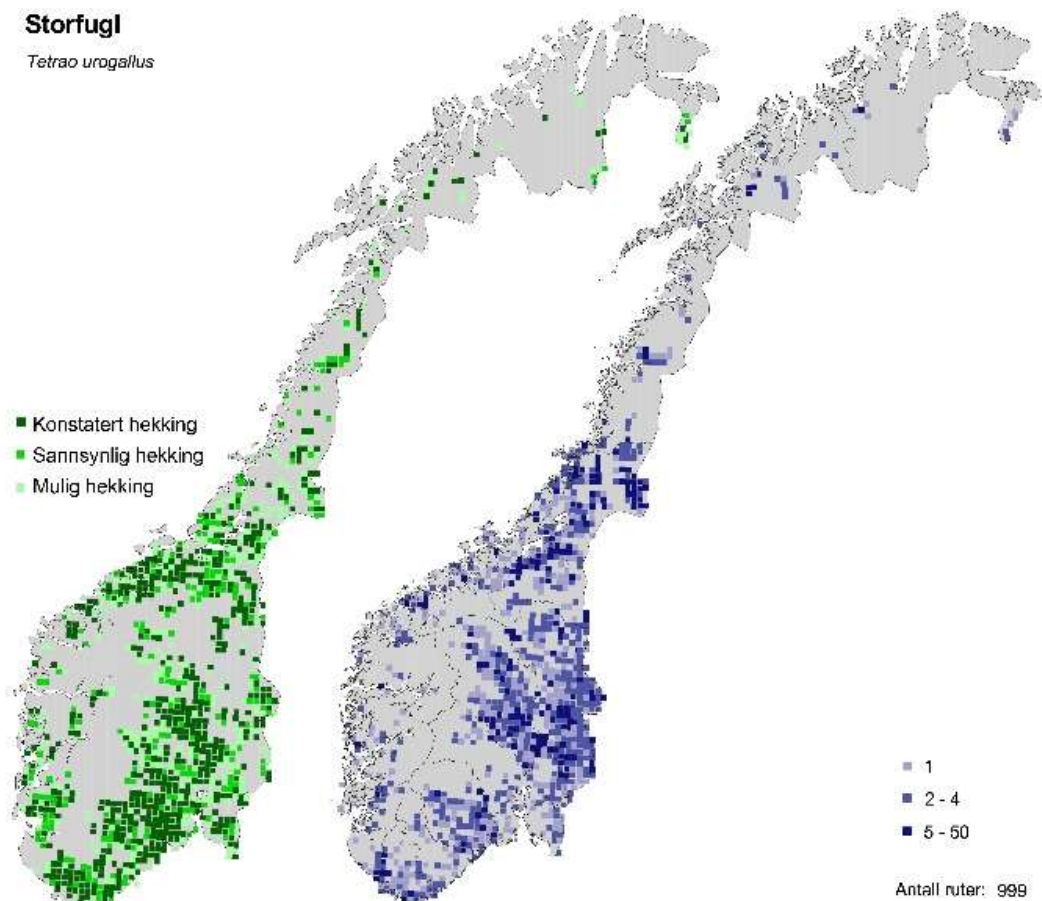 Storfugl
Tetrao urogallus
Konstatert hekking
Sannsynlig hekking
Mulig hekking
1
2 - 4
5 - 50
Antall ruter: 999